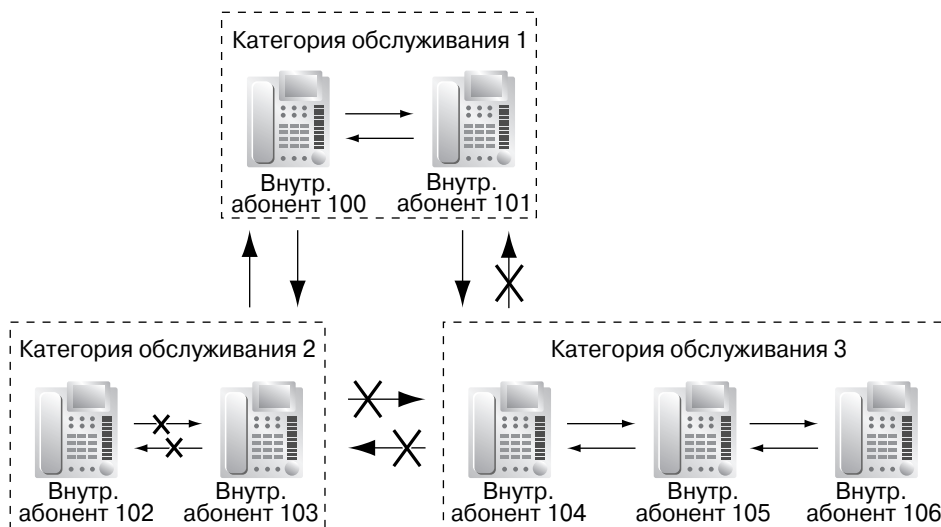 Категория обслуживания 1
Внутр.
абонент 100
Внутр.
абонент 101
Категория обслуживания 2
Внутр.
абонент 102
Внутр.
абонент 103
Категория обслуживания 3
Внутр.
абонент 104
Внутр.
абонент 105
Внутр.
абонент 106